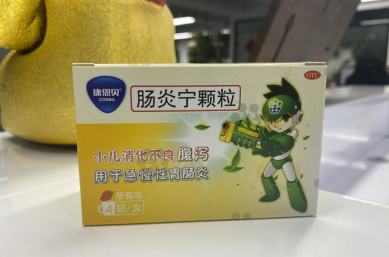 康恩贝
CONBA
肠炎宁颗粒
OTC
小儿消化不良 腹泻
用于急慢性胃肠炎
草莓味
4袋/盒